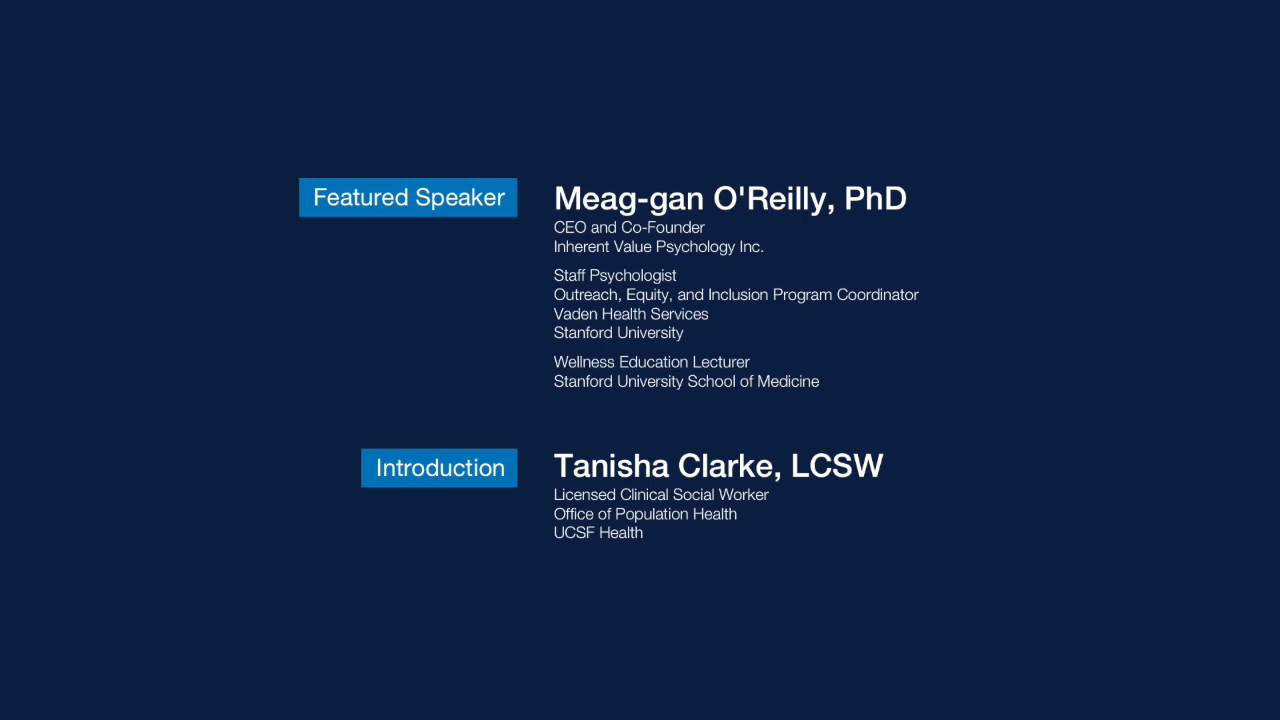 Featured Speaker
Meag-gan O'Reilly, PhD
CEO and Co-Founder
Inherent Value Psychology Inc.
Staff Psychologist
Outreach, Equity, and Inclusion Program Coordinator
Vaden Health Services
Stanford University
Wellness Education Lecturer
Stanford University School of Medicine
Introduction
Tanisha Clarke, LCSW
Licensed Clinical Social Worker
Office of Population Health
UCSF Health